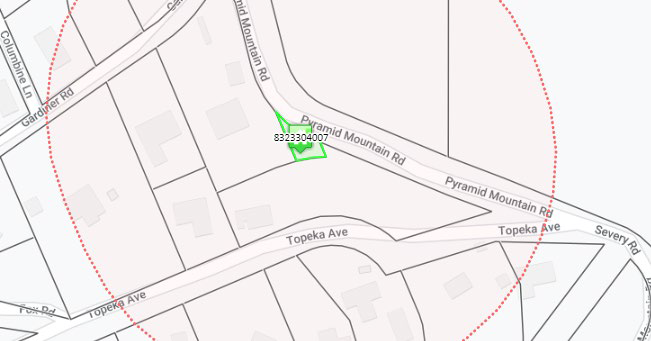 Columbine Ln
Gardiner Rd
Mountain Rd
Pyramid Mountain Rd
8323304007
Pyramid Mountain Rd
Topeka Ave
Topeka Ave
Severy Rd
Topeka Ave
Fox Rd